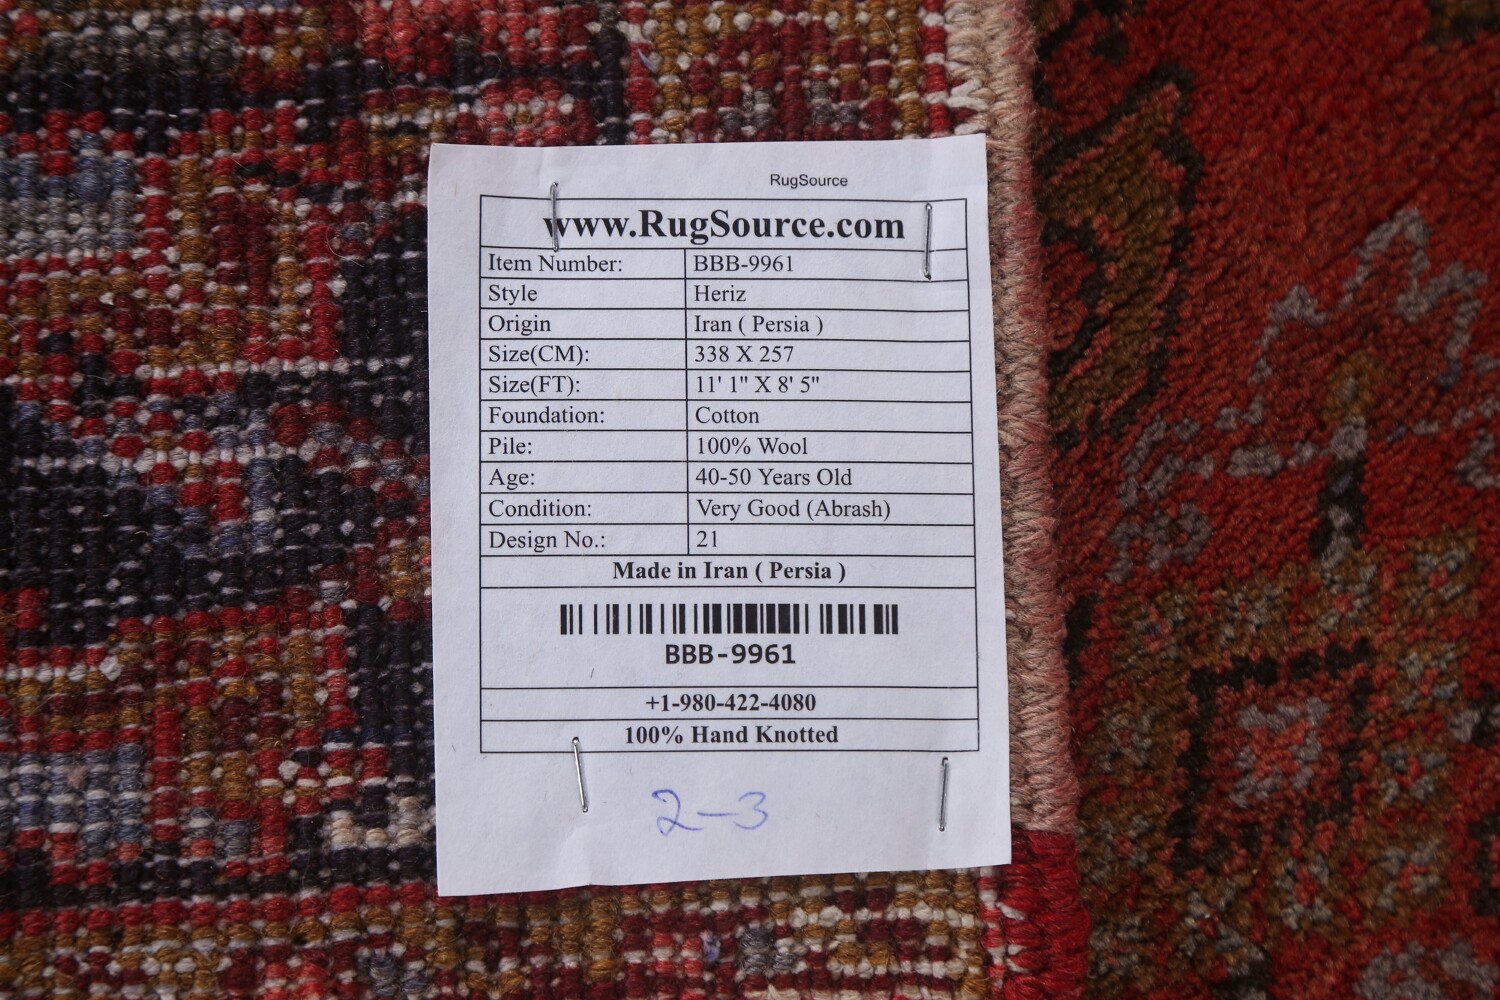 RugSource
www.RugSource.com
Item Number: BBB-9961
Style Heriz
Origin Iran ( Persia )
Size(CM): 338 X 257
Size(FT): 11' 1" X 8' 5"
Foundation: Cotton
Pile: 100% Wool
Age: 40-50 Years Old
Condition: Very Good (Abrash)
Design No.: 21
Made in Iran ( Persia )
BBB-9961
+1-980-422-4080
100% Hand Knotted
2-3